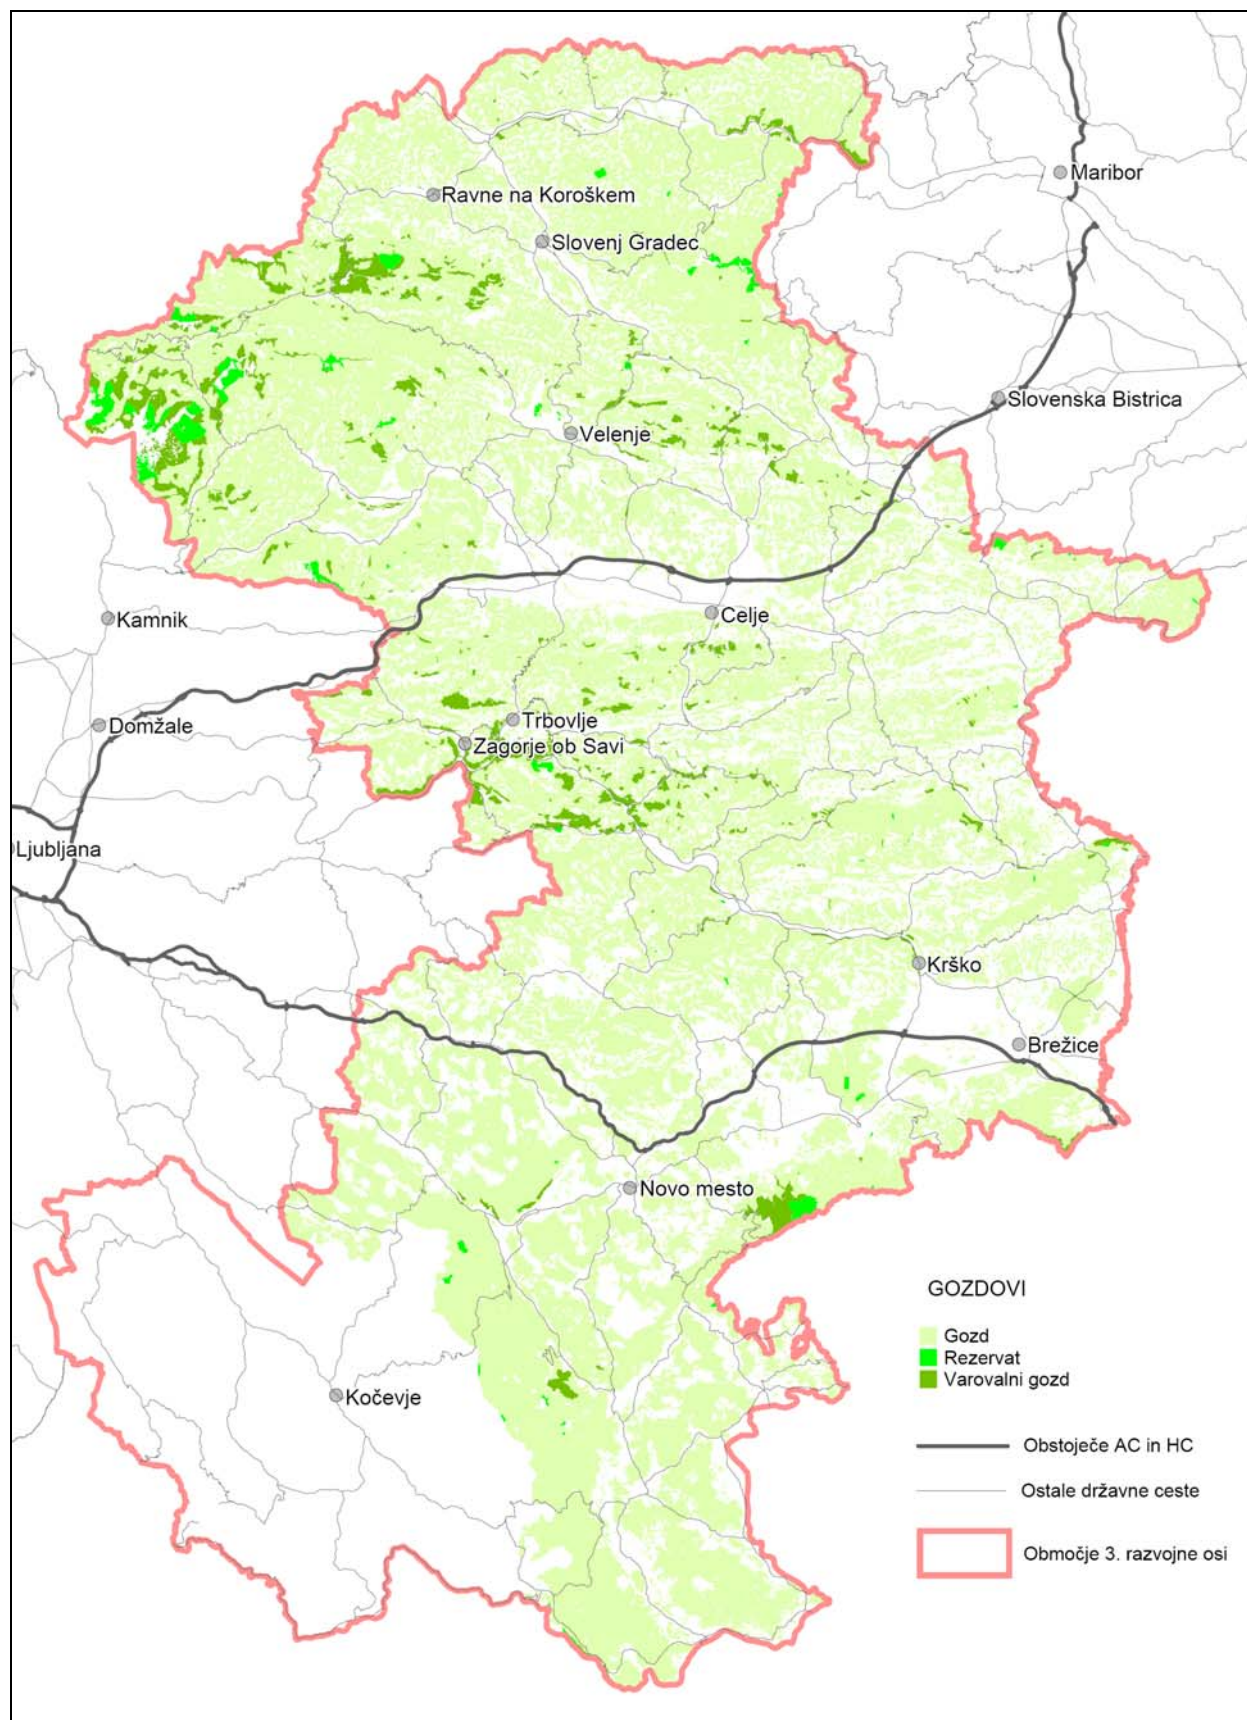 Maribor
Ravne na Koroškem
Slovenj Gradec
Slovenska Bistrica
Velenje
Kamnik
Celje
Domžale
Trbovlje
Zagorje ob Savi
Ljubljana
Krško
Brežice
Novo mesto
Kočevje
GOZDOVI
Gozd
Rezervat
Varovalni gozd
Obstoječe AC in HC
Ostale državne ceste
Območje 3. razvojne osi